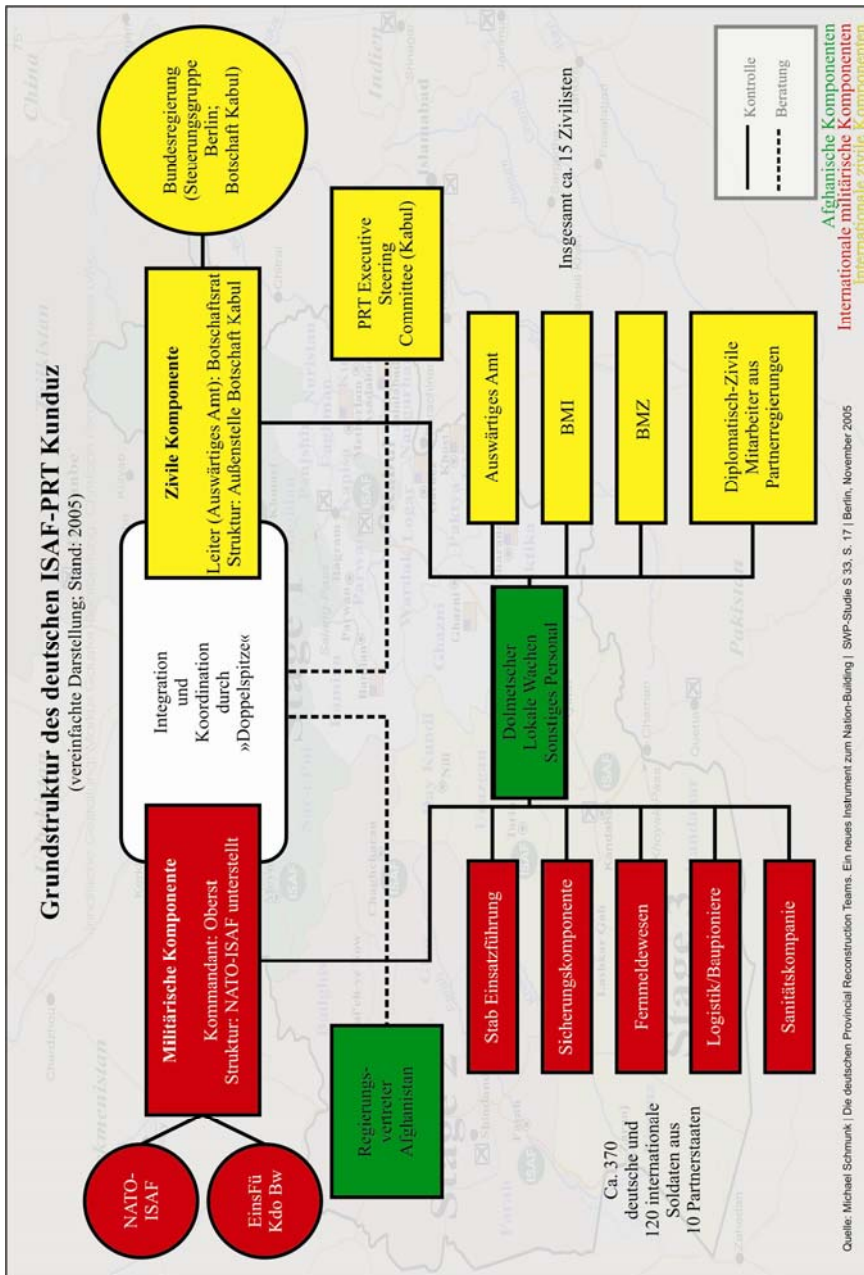 Grundstruktur des deutschen ISAF-PRT Kunduz
(vereinfachte Darstellung; Stand: 2005)
NATO-
ISAF
EinsFü
Kdo Bw
Militärische Komponente
Kommandant: Oberst
Struktur: NATO-ISAF unterstellt
Integration
und
Koordination
durch
»Doppelspitze«
Zivile Komponente
Leiter (Auswärtiges Amt): Botschaftsrat
Struktur: Außenstelle Botschaft Kabul
Bundesregierung
(Steuerungsgruppe
Berlin;
Botschaft Kabul)
Regierungs-
vertreter
Afghanistan
PRT Executive
Steering
Committee (Kabul)
Ca. 370
deutsche und
120 internationale
Soldaten aus
10 Partnerstaaten
Stab Einsatzführung
Sicherungskomponente
Fernmeldewesen
Logistik/Baupioniere
Sanitätskompanie
Dolmetscher
Lokale Wachen
Sonstiges Personal
Auswärtiges Amt
BMI
BMZ
Diplomatisch-Zivile
Mitarbeiter aus
Partnerregierungen
Insgesamt ca. 15 Zivilisten
Kontrolle
Beratung
Afghanische Komponenten
Internationale militärische Komponenten
Internationale zivile Komponenten
Quelle: Michael Schmunk | Die deutschen Provincial Reconstruction Teams. Ein neues Instrument zum Nation-Building | SWP-Studie S 33, S. 17 | Berlin, November 2005